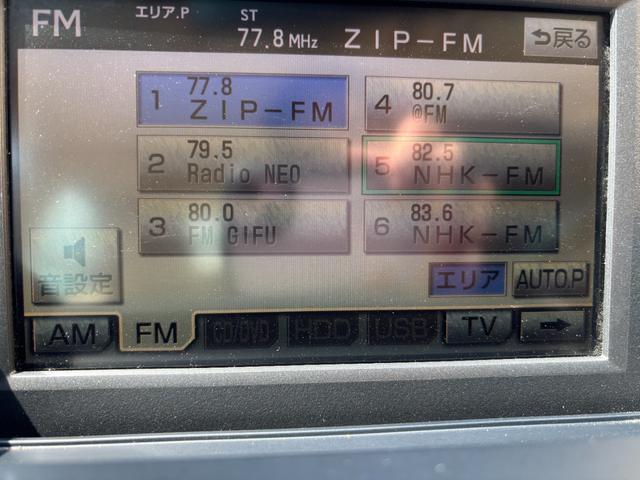 FM エリア.P ST
77.8MHz ZIP-FM 戻る
1 77.8 ZIP-FM
4 80.7 @FM
2 79.5 Radio NEO
5 82.5 NHK-FM
3 80.0 FM GIFU
6 83.6 NHK-FM
音設定
エリア AUTO.P
AM FM CD/DVD HDD USB TV